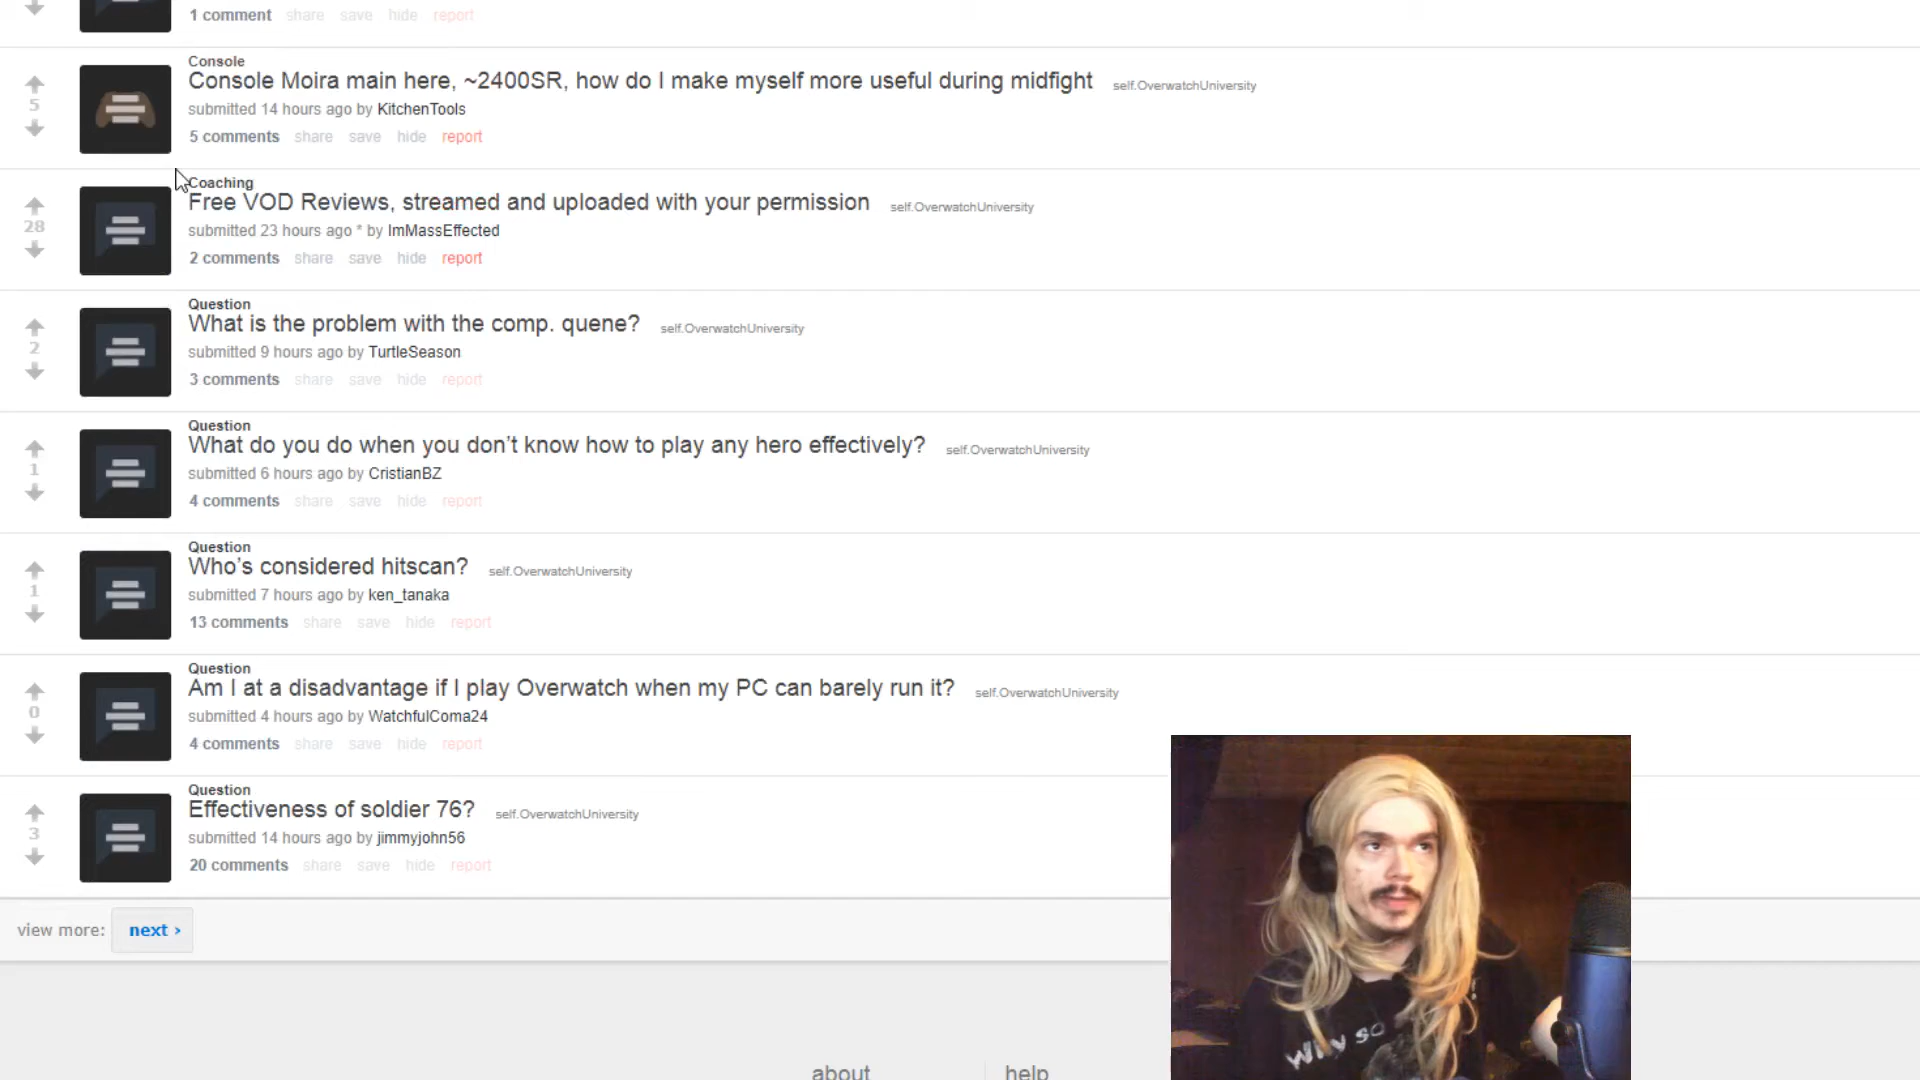 1 comment share save hide report
Console
Console Moira main here, ~2400SR, how do I make myself more useful during midfight self.OverwatchUniversity
5
submitted 14 hours ago by KitchenTools
5 comments share save hide report
Coaching
Free VOD Reviews, streamed and uploaded with your permission self.OverwatchUniversity
28
submitted 23 hours ago * by ImMassEffected
2 comments share save hide report
Question
What is the problem with the comp. quene? self.OverwatchUniversity
2
submitted 9 hours ago by TurtleSeason
3 comments share save hide report
Question
What do you do when you don’t know how to play any hero effectively? self.OverwatchUniversity
1
submitted 6 hours ago by CristianBZ
4 comments share save hide report
Question
Who’s considered hitscan? self.OverwatchUniversity
1
submitted 7 hours ago by ken_tanaka
13 comments share save hide report
Question
Am I at a disadvantage if I play Overwatch when my PC can barely run it? self.OverwatchUniversity
0
submitted 4 hours ago by WatchfulComa24
4 comments share save hide report
Question
Effectiveness of soldier 76? self.OverwatchUniversity
3
submitted 14 hours ago by jimmyjohn56
20 comments share save hide report
view more: next ›
Why so
about help